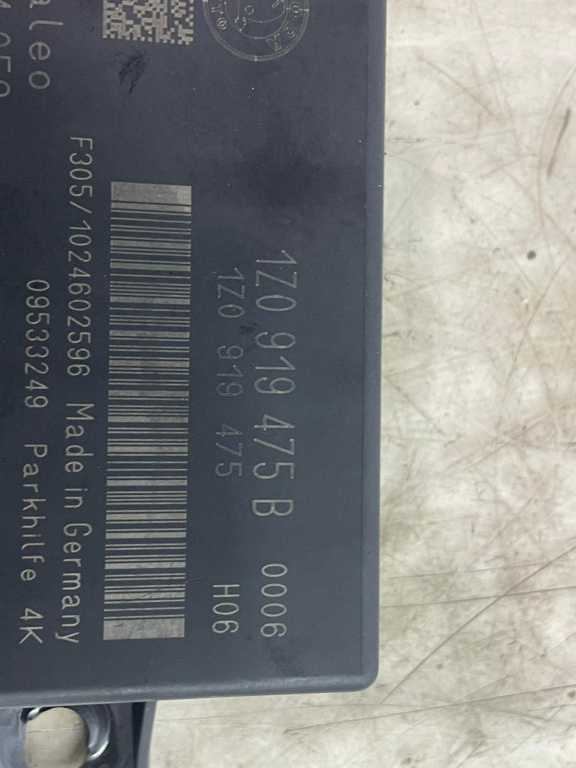 1Z0 919 475 B 0006
1Z0 919 475 H06
F305/1024602596 Made in Germany
09533249 Parkhilfe 4K
aleo